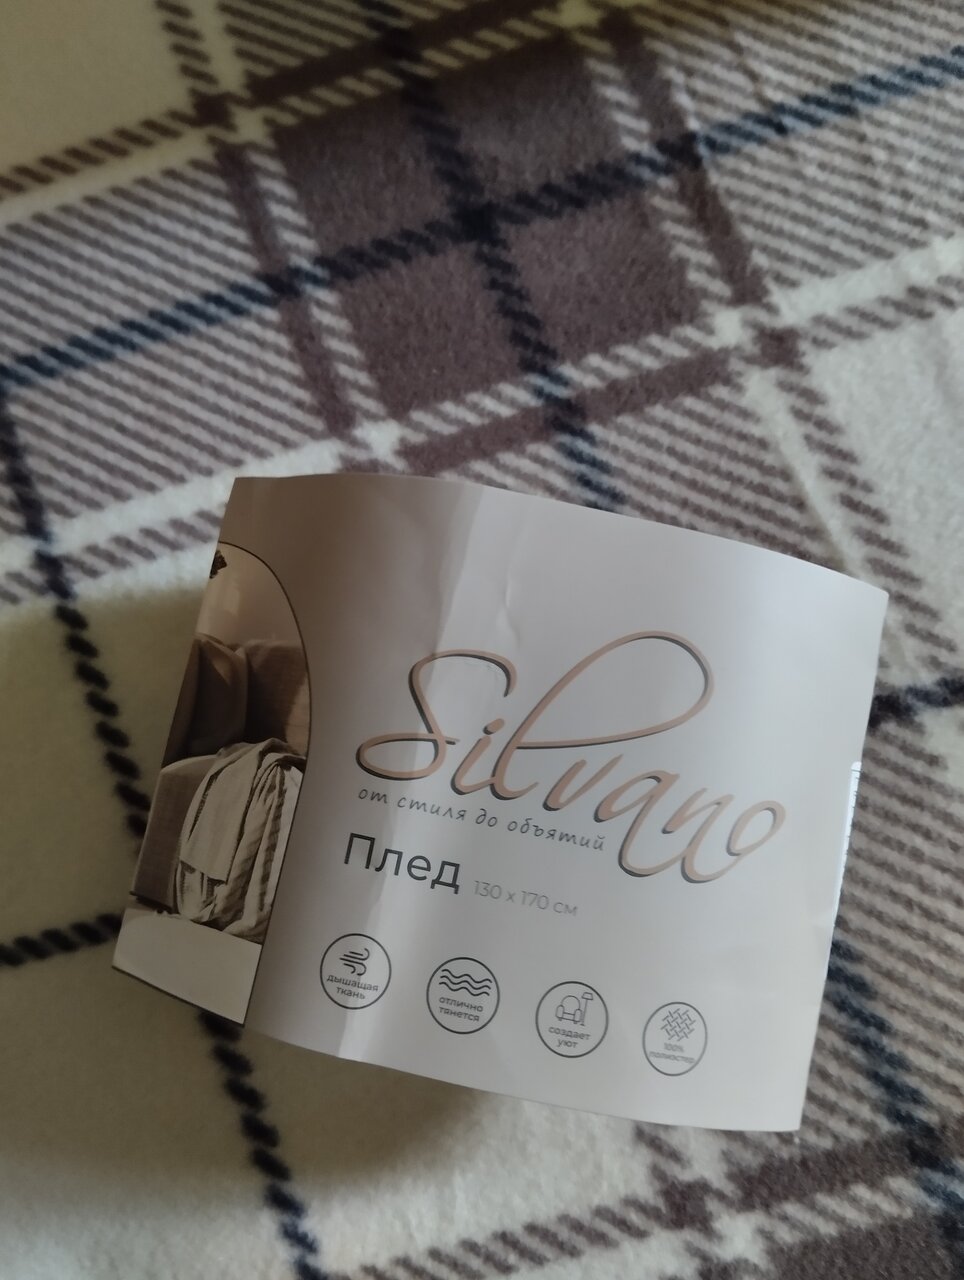 Silvano
от стиля до объятий
Плед 130 x 170 см
дышащая
ткань
отлично
тянется
создает
уют
100%
полиэстер